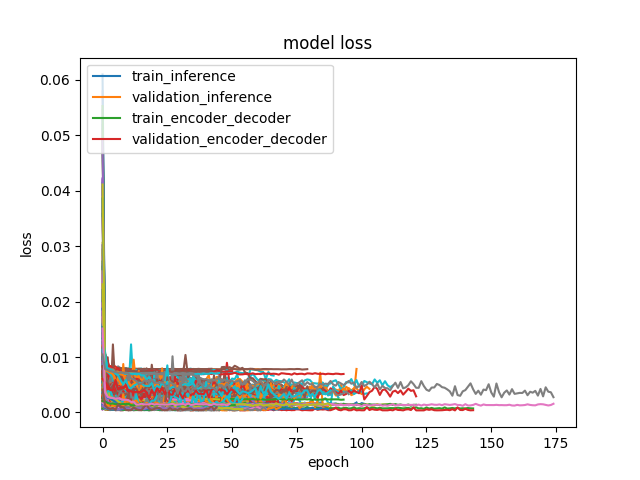 model loss
train_inference
validation_inference
train_encoder_decoder
validation_encoder_decoder
loss
0.06
0.05
0.04
0.03
0.02
0.01
0.00
0 25 50 75 100 125 150 175
epoch